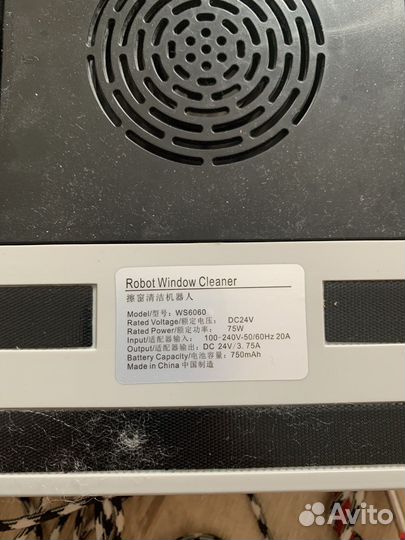 Robot Window Cleaner
擦窗清洁机器人
Model/型号: WS6060
Rated Voltage/额定电压: DC24V
Rated Power/额定功率: 75W
Input/适配器输入: 100-240V-50/60Hz 20A
Output/适配器输出: DC 24V/3.75A
Battery Capacity/电池容量: 750mAh
Made in China 中国制造
Avito